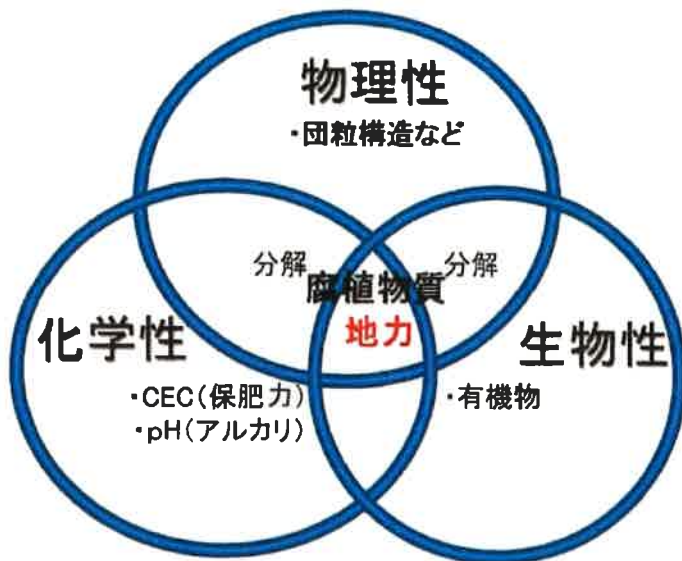 物理性
・団粒構造など
分解
腐植物質
分解
地力
化学性
・CEC(保肥力)
・pH(アルカリ)
生物性
・有機物